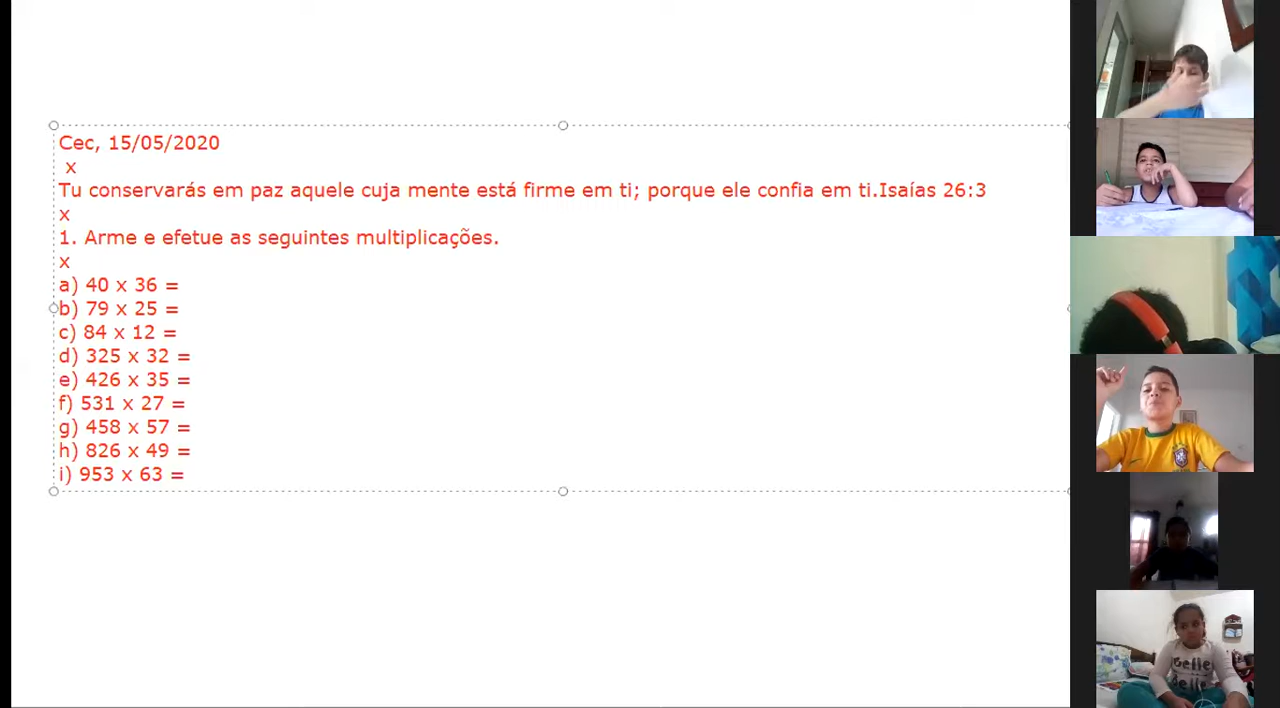 Cec, 15/05/2020
x
Tu conservarás em paz aquele cuja mente está firme em ti; porque ele confia em ti.Isaías 26:3
x
1. Arme e efetue as seguintes multiplicações.
x
a) 40 x 36 =
b) 79 x 25 =
c) 84 x 12 =
d) 325 x 32 =
e) 426 x 35 =
f) 531 x 27 =
g) 458 x 57 =
h) 826 x 49 =
i) 953 x 63 =
Belle